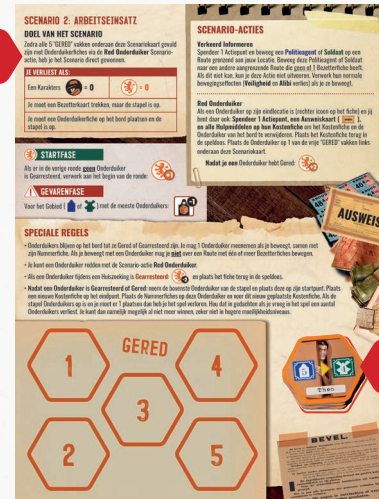 SCENARIO 2: ARBEITSEINSATZ
DOEL VAN HET SCENARIO
Zodra alle 5 "GERED" vakken onderaan deze Scenariokaart gevuld
zijn met Onderduikerfiches via de Red Onderduiker Scenario-
actie, heb je het Scenario direct gewonnen.
JE VERLIEST ALS:
Een Karakters = 0 = 0
Je moet een Bezetterkaart trekken, maar de stapel is op.
Je moet een Onderduikerfiche op het bord plaatsen en de
stapel is op.
STARTFASE
Als er in de vorige ronde geen Onderduiker
is Gearresteerd, verwerk aan het begin van de ronde:
GEVARENFASE
Voor het Gebied ( of ) met de meeste Onderduikers:
SCENARIO-ACTIES
Verkeerd Informeren
Spendeer 1 Actiepunt en beweeg een Politieagent of Soldaat op een
Route grenzend aan jouw Locatie. Beweeg deze Politieagent of Soldaat
naar een andere aangrenzende Route die geen of 1 Bezetterfiche heeft.
Als dit niet kan, kun je deze Actie niet uitvoeren. Verwerk hun normale
bewegingseffecten (Veiligheid en Alibi verlies) als je ze beweegt.
Red Onderduiker
Als een Onderduiker op zijn eindlocatie is (rechter icoon op het fiche) en jij
bent daar ook: Spendeer 1 Actiepunt, een Ausweiskaart ( ),
en alle Hulpmiddelen op hun Kostenfiche om het Kostenfiche en de
Onderduiker van het bord te verwijderen. Plaats het Kostenfiche terug in
de speldoos. Plaats de Onderduiker op 1 van de vrije "GERED" vakken links
onderaan deze Scenariokaart.
Nadat je een Onderduiker hebt Gered:
AUSWEIS
SPECIALE REGELS
• Onderduikers blijven op het bord tot ze Gered of Gearresteerd zijn. Je mag 1 Onderduiker meenemen als je beweegt, samen met
zijn Nummerfiche. Als je beweegt met een Onderduiker mag je niet over een Route met één of meer Bezetterfiches bewegen.
• Je kunt een Onderduiker redden met de Scenario-actie Red Onderduiker.
• Als een Onderduiker tijdens een Huiszoeking is Gearresteerd: en plaats het fiche terug in de speldoos.
• Nadat een Onderduiker is Gearresteerd of Gered: neem de bovenste Onderduiker van de stapel en plaats deze op zijn startpunt. Plaats
een nieuwe Kostenfiche op het eindpunt. Plaats de Nummerfiches op deze Onderduiker en voor dit nieuw geplaatste Kostenfiche. Als de
stapel Onderduikers op is en je moet er 1 plaatsen dan heb je het spel verloren. Hou dat in gedachten als je vroeg in het spel een aantal
Onderduikers verliest. Je kunt dan namelijk mogelijk al niet meer winnen, zeker niet in hogere moeilijkheidsniveaus.
GERED
1
4
3
2
5
Theo
BEVEL.